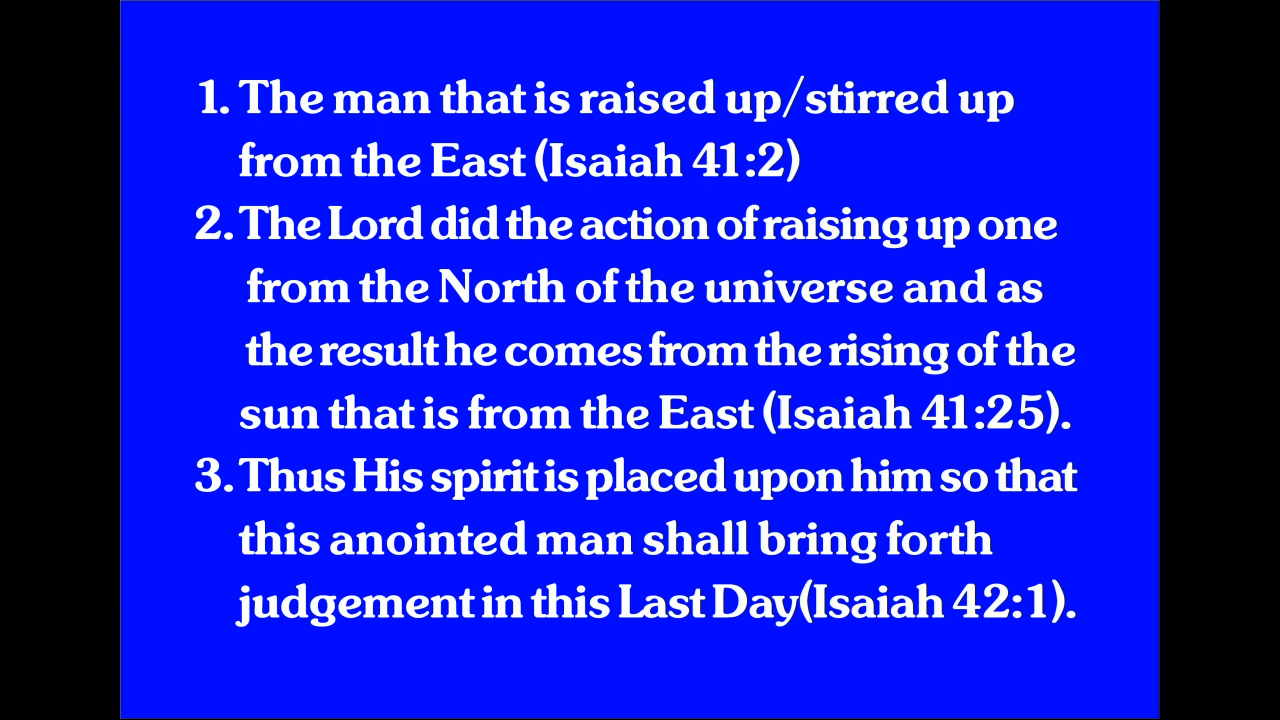 1. The man that is raised up/stirred up
from the East (Isaiah 41:2)
2. The Lord did the action of raising up one
from the North of the universe and as
the result he comes from the rising of the
sun that is from the East (Isaiah 41:25).
3. Thus His spirit is placed upon him so that
this anointed man shall bring forth
judgement in this Last Day(Isaiah 42:1).